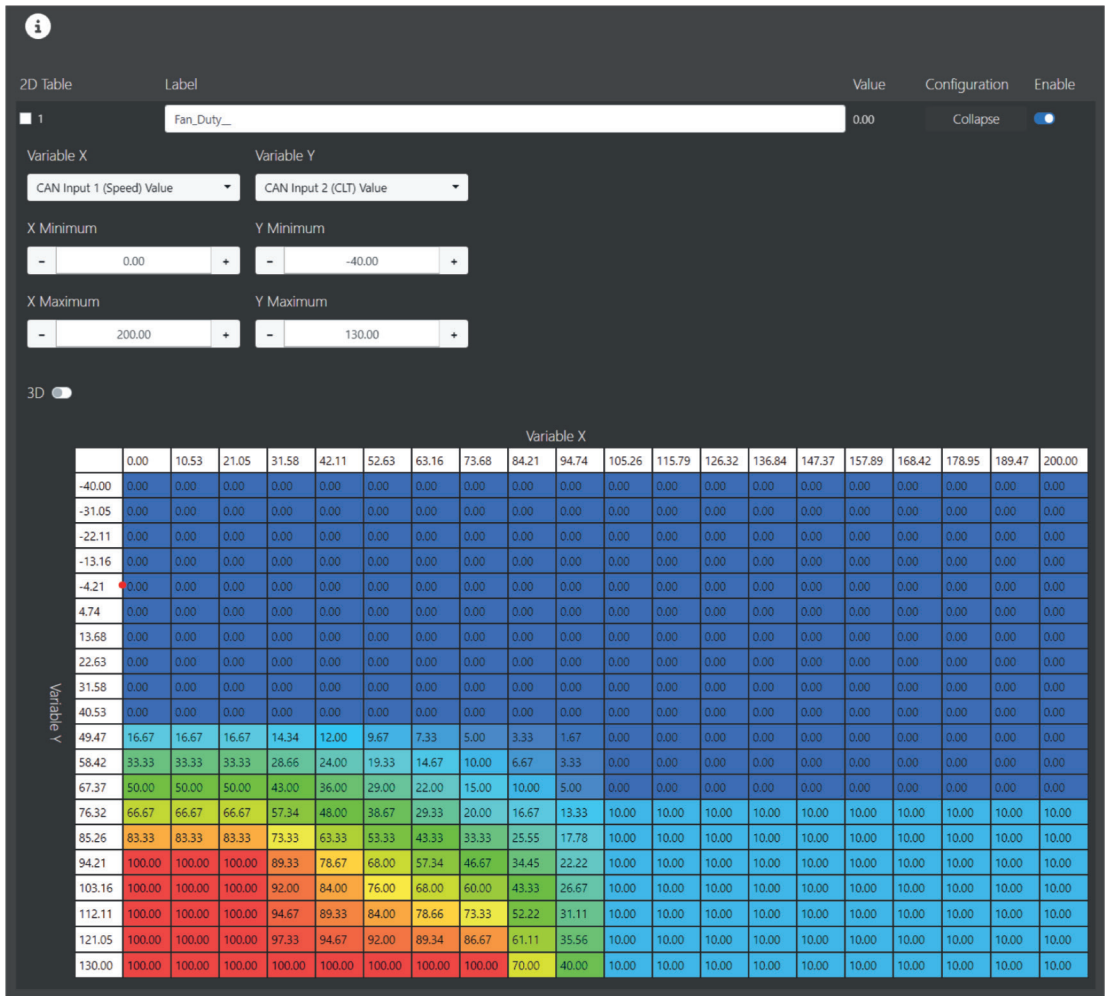 i
2D Table Label Value Configuration Enable
1 Fan_Duty__ 0.00 Collapse
Variable X Variable Y
CAN Input 1 (Speed) Value CAN Input 2 (CLT) Value
X Minimum Y Minimum
- 0.00 + - -40.00 +
X Maximum Y Maximum
- 200.00 + - 130.00 +
3D
Variable X
0.00 10.53 21.05 31.58 42.11 52.63 63.16 73.68 84.21 94.74 105.26 115.79 126.32 136.84 147.37 157.89 168.42 178.95 189.47 200.00
-40.00 0.00 0.00 0.00 0.00 0.00 0.00 0.00 0.00 0.00 0.00 0.00 0.00 0.00 0.00 0.00 0.00 0.00 0.00 0.00 0.00
-31.05 0.00 0.00 0.00 0.00 0.00 0.00 0.00 0.00 0.00 0.00 0.00 0.00 0.00 0.00 0.00 0.00 0.00 0.00 0.00 0.00
-22.11 0.00 0.00 0.00 0.00 0.00 0.00 0.00 0.00 0.00 0.00 0.00 0.00 0.00 0.00 0.00 0.00 0.00 0.00 0.00 0.00
-13.16 0.00 0.00 0.00 0.00 0.00 0.00 0.00 0.00 0.00 0.00 0.00 0.00 0.00 0.00 0.00 0.00 0.00 0.00 0.00 0.00
-4.21 0.00 0.00 0.00 0.00 0.00 0.00 0.00 0.00 0.00 0.00 0.00 0.00 0.00 0.00 0.00 0.00 0.00 0.00 0.00 0.00
4.74 0.00 0.00 0.00 0.00 0.00 0.00 0.00 0.00 0.00 0.00 0.00 0.00 0.00 0.00 0.00 0.00 0.00 0.00 0.00 0.00
13.68 0.00 0.00 0.00 0.00 0.00 0.00 0.00 0.00 0.00 0.00 0.00 0.00 0.00 0.00 0.00 0.00 0.00 0.00 0.00 0.00
22.63 0.00 0.00 0.00 0.00 0.00 0.00 0.00 0.00 0.00 0.00 0.00 0.00 0.00 0.00 0.00 0.00 0.00 0.00 0.00 0.00
31.58 0.00 0.00 0.00 0.00 0.00 0.00 0.00 0.00 0.00 0.00 0.00 0.00 0.00 0.00 0.00 0.00 0.00 0.00 0.00 0.00
40.53 0.00 0.00 0.00 0.00 0.00 0.00 0.00 0.00 0.00 0.00 0.00 0.00 0.00 0.00 0.00 0.00 0.00 0.00 0.00 0.00
Variable Y
49.47 16.67 16.67 16.67 14.34 12.00 9.67 7.33 5.00 3.33 1.67 0.00 0.00 0.00 0.00 0.00 0.00 0.00 0.00 0.00 0.00
58.42 33.33 33.33 33.33 28.66 24.00 19.33 14.67 10.00 6.67 3.33 0.00 0.00 0.00 0.00 0.00 0.00 0.00 0.00 0.00 0.00
67.37 50.00 50.00 50.00 43.00 36.00 29.00 22.00 15.00 10.00 5.00 0.00 0.00 0.00 0.00 0.00 0.00 0.00 0.00 0.00 0.00
76.32 66.67 66.67 66.67 57.34 48.00 38.67 29.33 20.00 16.67 13.33 10.00 10.00 10.00 10.00 10.00 10.00 10.00 10.00 10.00 10.00
85.26 83.33 83.33 83.33 73.33 63.33 53.33 43.33 33.33 25.55 17.78 10.00 10.00 10.00 10.00 10.00 10.00 10.00 10.00 10.00 10.00
94.21 100.00 100.00 100.00 89.33 78.67 68.00 57.34 46.67 34.45 22.22 10.00 10.00 10.00 10.00 10.00 10.00 10.00 10.00 10.00 10.00
103.16 100.00 100.00 100.00 92.00 84.00 76.00 68.00 60.00 43.33 26.67 10.00 10.00 10.00 10.00 10.00 10.00 10.00 10.00 10.00 10.00
112.11 100.00 100.00 100.00 94.67 89.33 84.00 78.66 73.33 52.22 31.11 10.00 10.00 10.00 10.00 10.00 10.00 10.00 10.00 10.00 10.00
121.05 100.00 100.00 100.00 97.33 94.67 92.00 89.34 86.67 61.11 35.56 10.00 10.00 10.00 10.00 10.00 10.00 10.00 10.00 10.00 10.00
130.00 100.00 100.00 100.00 100.00 100.00 100.00 100.00 100.00 70.00 40.00 10.00 10.00 10.00 10.00 10.00 10.00 10.00 10.00 10.00 10.00